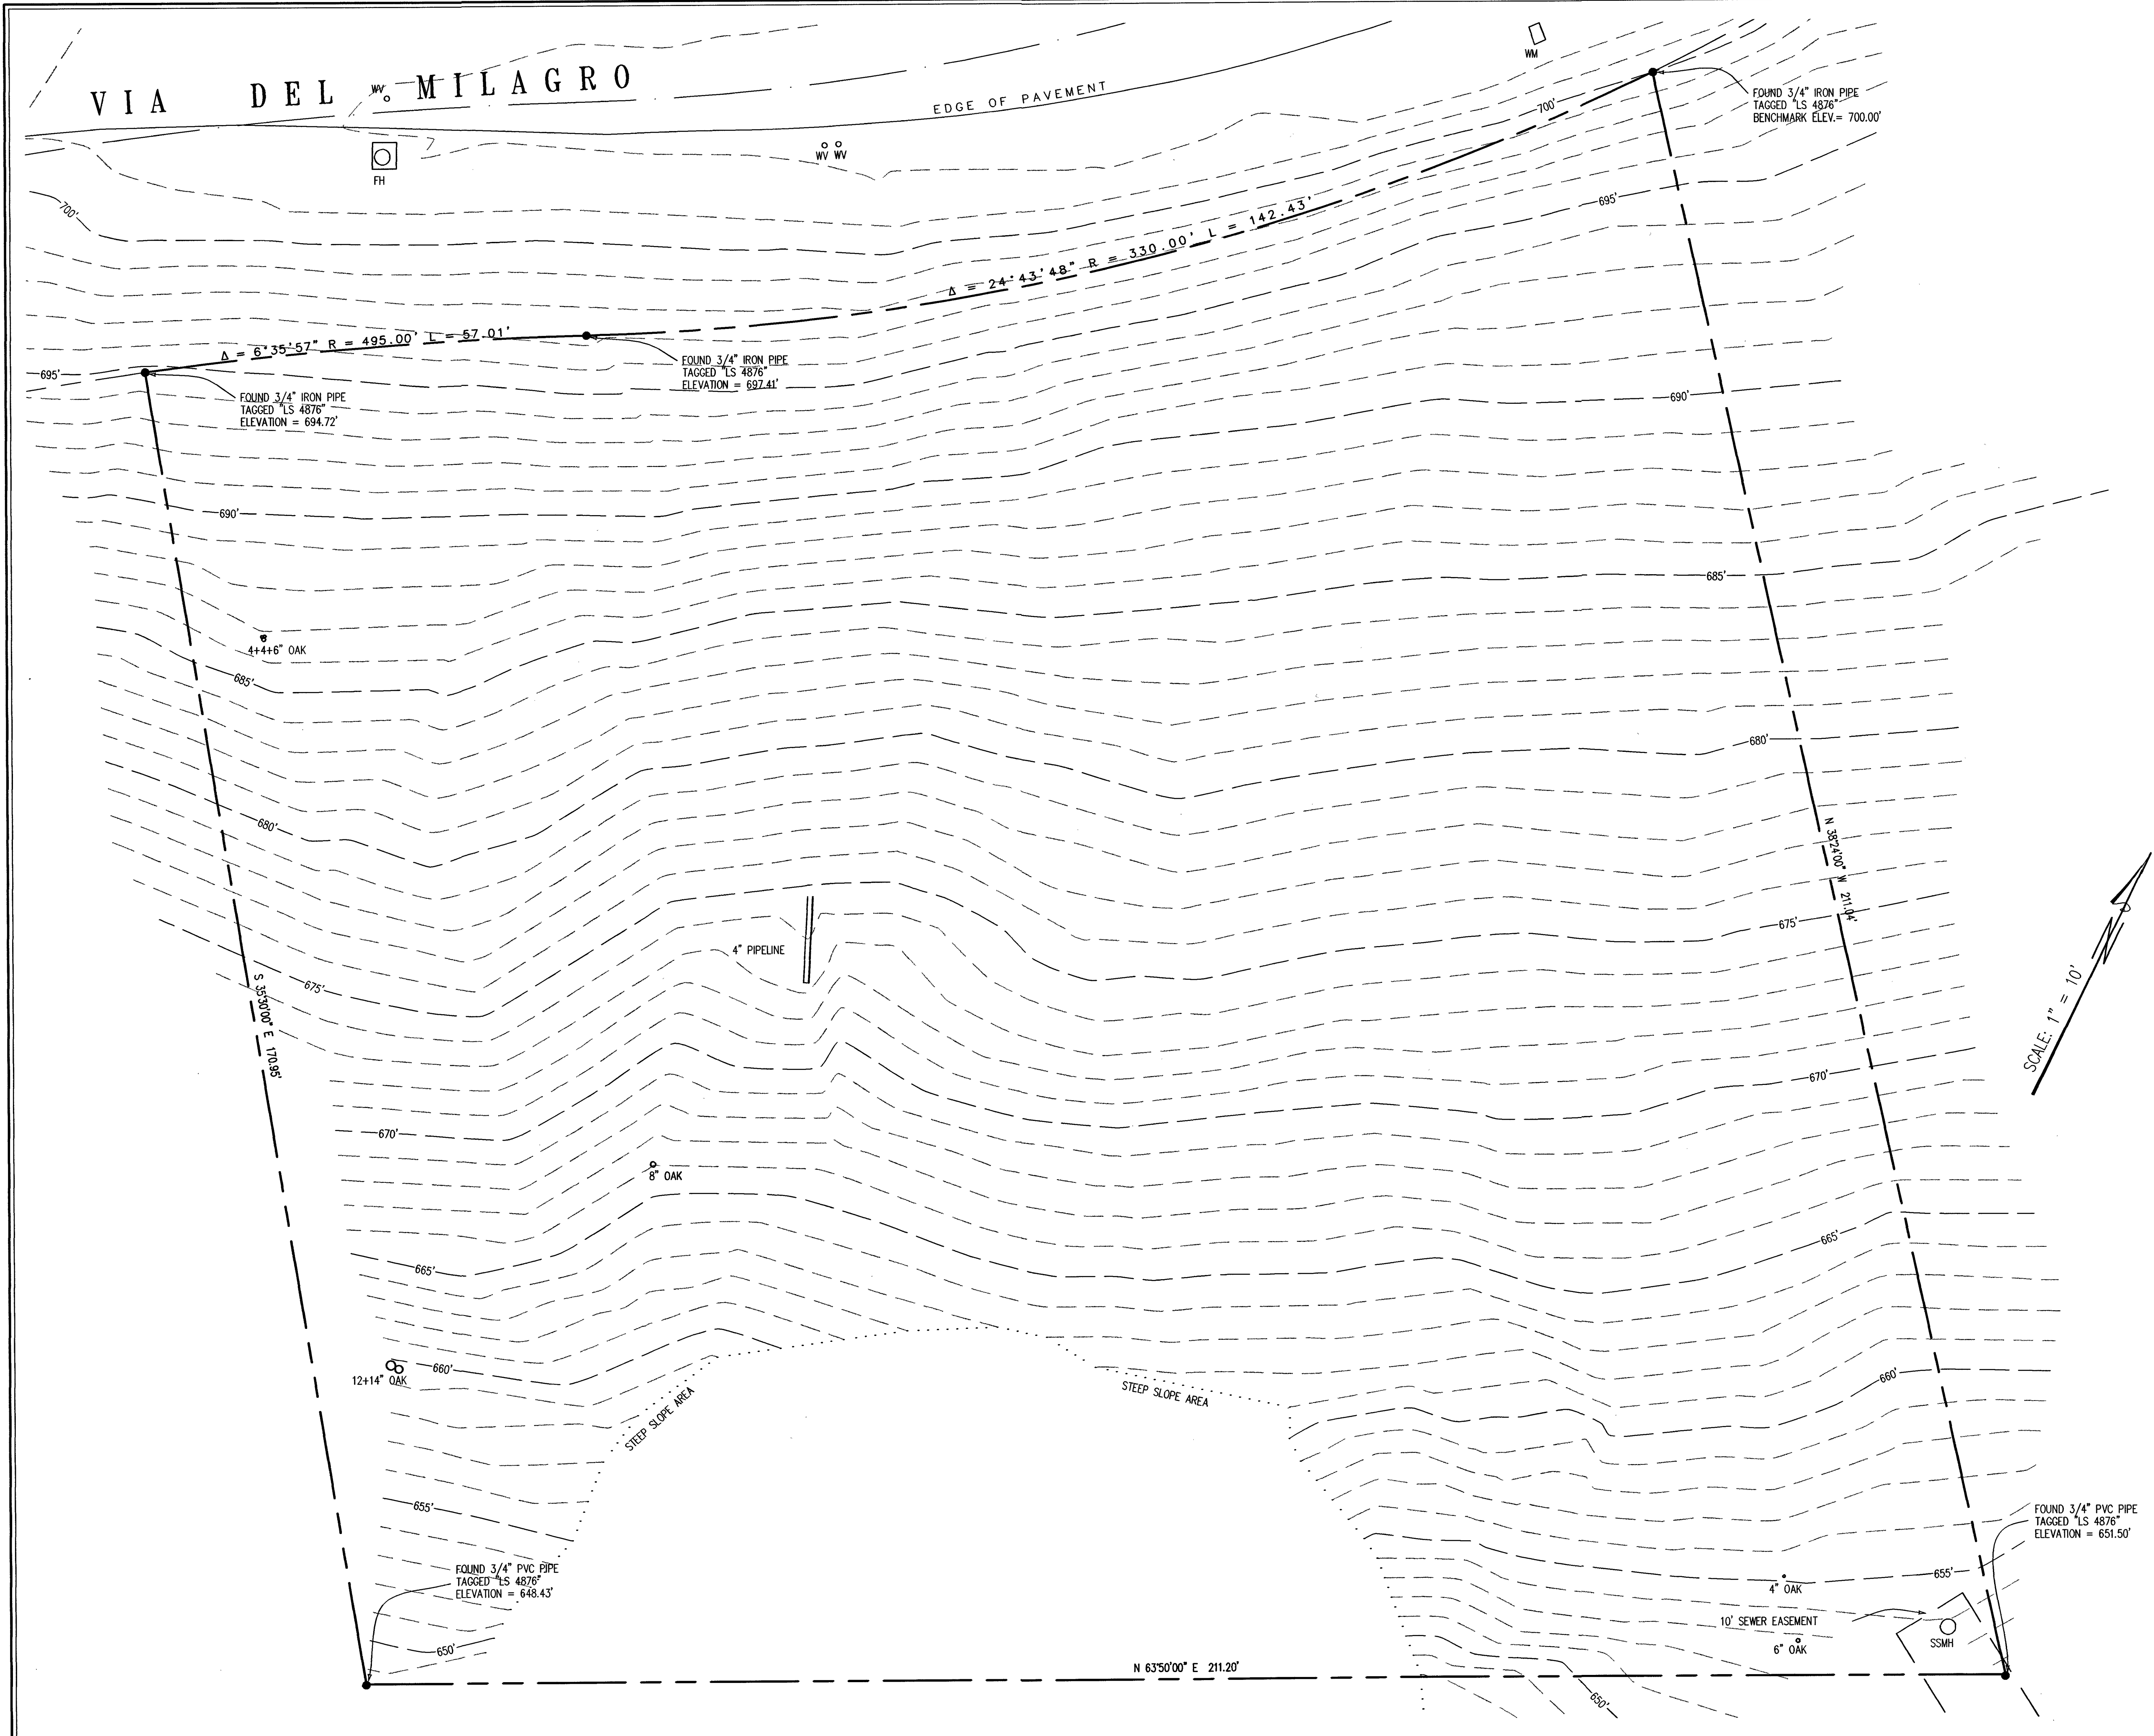 WM
VIA DEL MILAGRO
WV
EDGE OF PAVEMENT
FOUND 3/4" IRON PIPE
TAGGED "LS 4876"
BENCHMARK ELEV.= 700.00'
700'
FH
WV WV
700'
695'
Δ = 24°43'48" R = 330.00' L = 142.43'
Δ = 6°35'57" R = 495.00' L = 57.01'
695'
FOUND 3/4" IRON PIPE
TAGGED "LS 4876"
ELEVATION = 697.41'
FOUND 3/4" IRON PIPE
TAGGED "LS 4876"
ELEVATION = 694.72'
690'
690'
685'
4+4+6" OAK
685'
680'
680'
N 38°24'00" W 211.04'
675'
4" PIPELINE
675'
S 35°30'00" E 170.95'
N
SCALE: 1" = 10'
670'
670'
8" OAK
665'
665'
660'
12+14" OAK
660'
STEEP SLOPE AREA
STEEP SLOPE AREA
655'
FOUND 3/4" PVC PIPE
TAGGED "LS 4876"
ELEVATION = 651.50'
FOUND 3/4" PVC PIPE
TAGGED "LS 4876"
ELEVATION = 648.43'
655'
4" OAK
10' SEWER EASEMENT
SSMH
6" OAK
650'
N 63°50'00" E 211.20'
650'